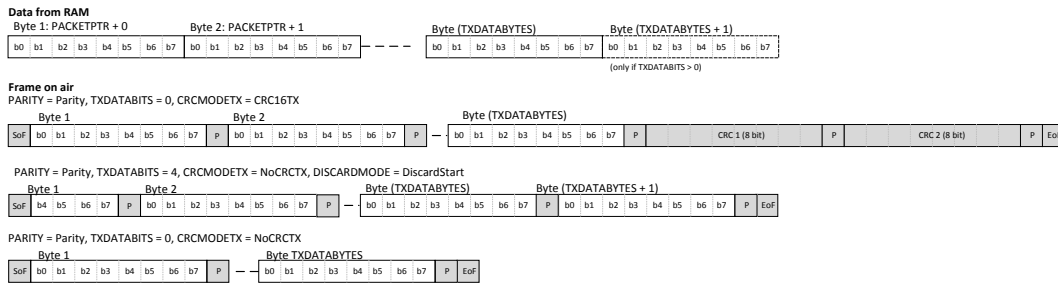 Data from RAM
Byte 1: PACKETPTR + 0 Byte 2: PACKETPTR + 1 Byte (TXDATABYTES) Byte (TXDATABYTES + 1)
b0 b1 b2 b3 b4 b5 b6 b7 b0 b1 b2 b3 b4 b5 b6 b7 b0 b1 b2 b3 b4 b5 b6 b7 b0 b1 b2 b3 b4 b5 b6 b7
(only if TXDATABITS > 0)
Frame on air
PARITY = Parity, TXDATABITS = 0, CRCMODETX = CRC16TX
Byte 1 Byte 2 Byte (TXDATABYTES)
SoF b0 b1 b2 b3 b4 b5 b6 b7 P b0 b1 b2 b3 b4 b5 b6 b7 P b0 b1 b2 b3 b4 b5 b6 b7 P CRC 1 (8 bit) P CRC 2 (8 bit) P EoF
PARITY = Parity, TXDATABITS = 4, CRCMODETX = NoCRCTX, DISCARDMODE = DiscardStart
Byte 1 Byte 2 Byte (TXDATABYTES) Byte (TXDATABYTES + 1)
SoF b4 b5 b6 b7 P b0 b1 b2 b3 b4 b5 b6 b7 P b0 b1 b2 b3 b4 b5 b6 b7 P b0 b1 b2 b3 b4 b5 b6 b7 P EoF
PARITY = Parity, TXDATABITS = 0, CRCMODETX = NoCRCTX
Byte 1 Byte TXDATABYTES
SoF b0 b1 b2 b3 b4 b5 b6 b7 P b0 b1 b2 b3 b4 b5 b6 b7 P EoF